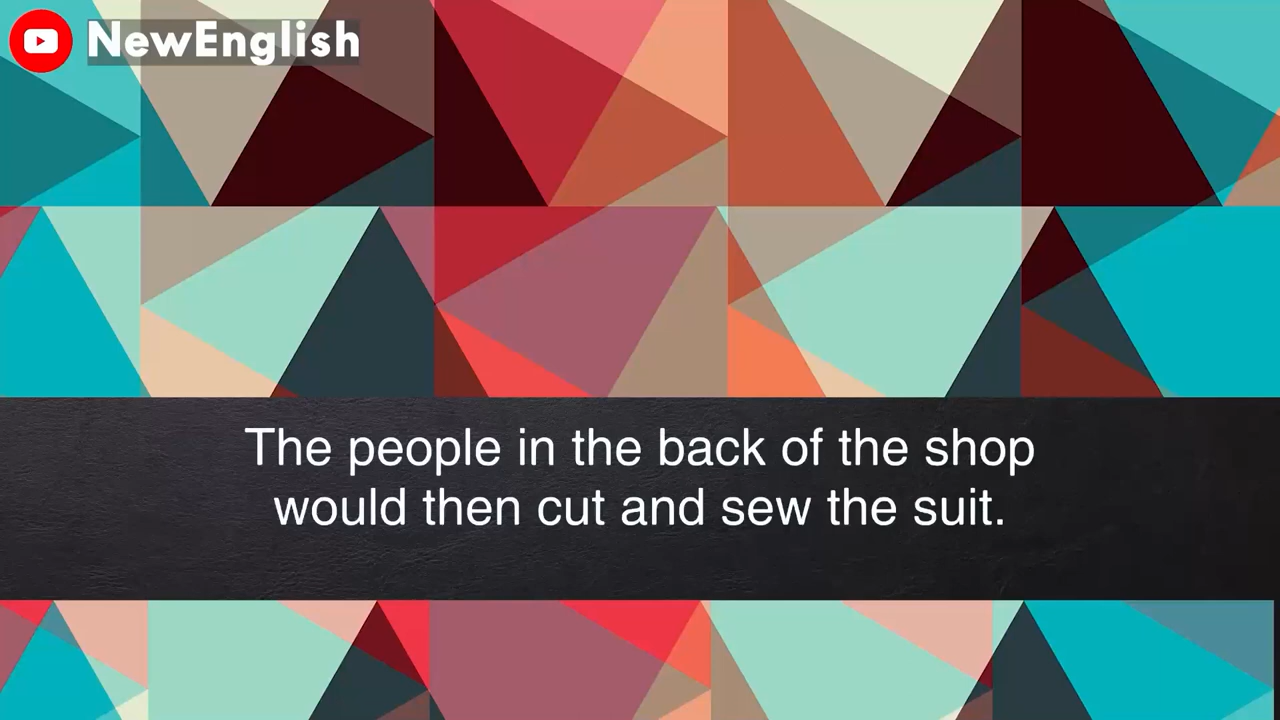 NewEnglish
The people in the back of the shop
would then cut and sew the suit.